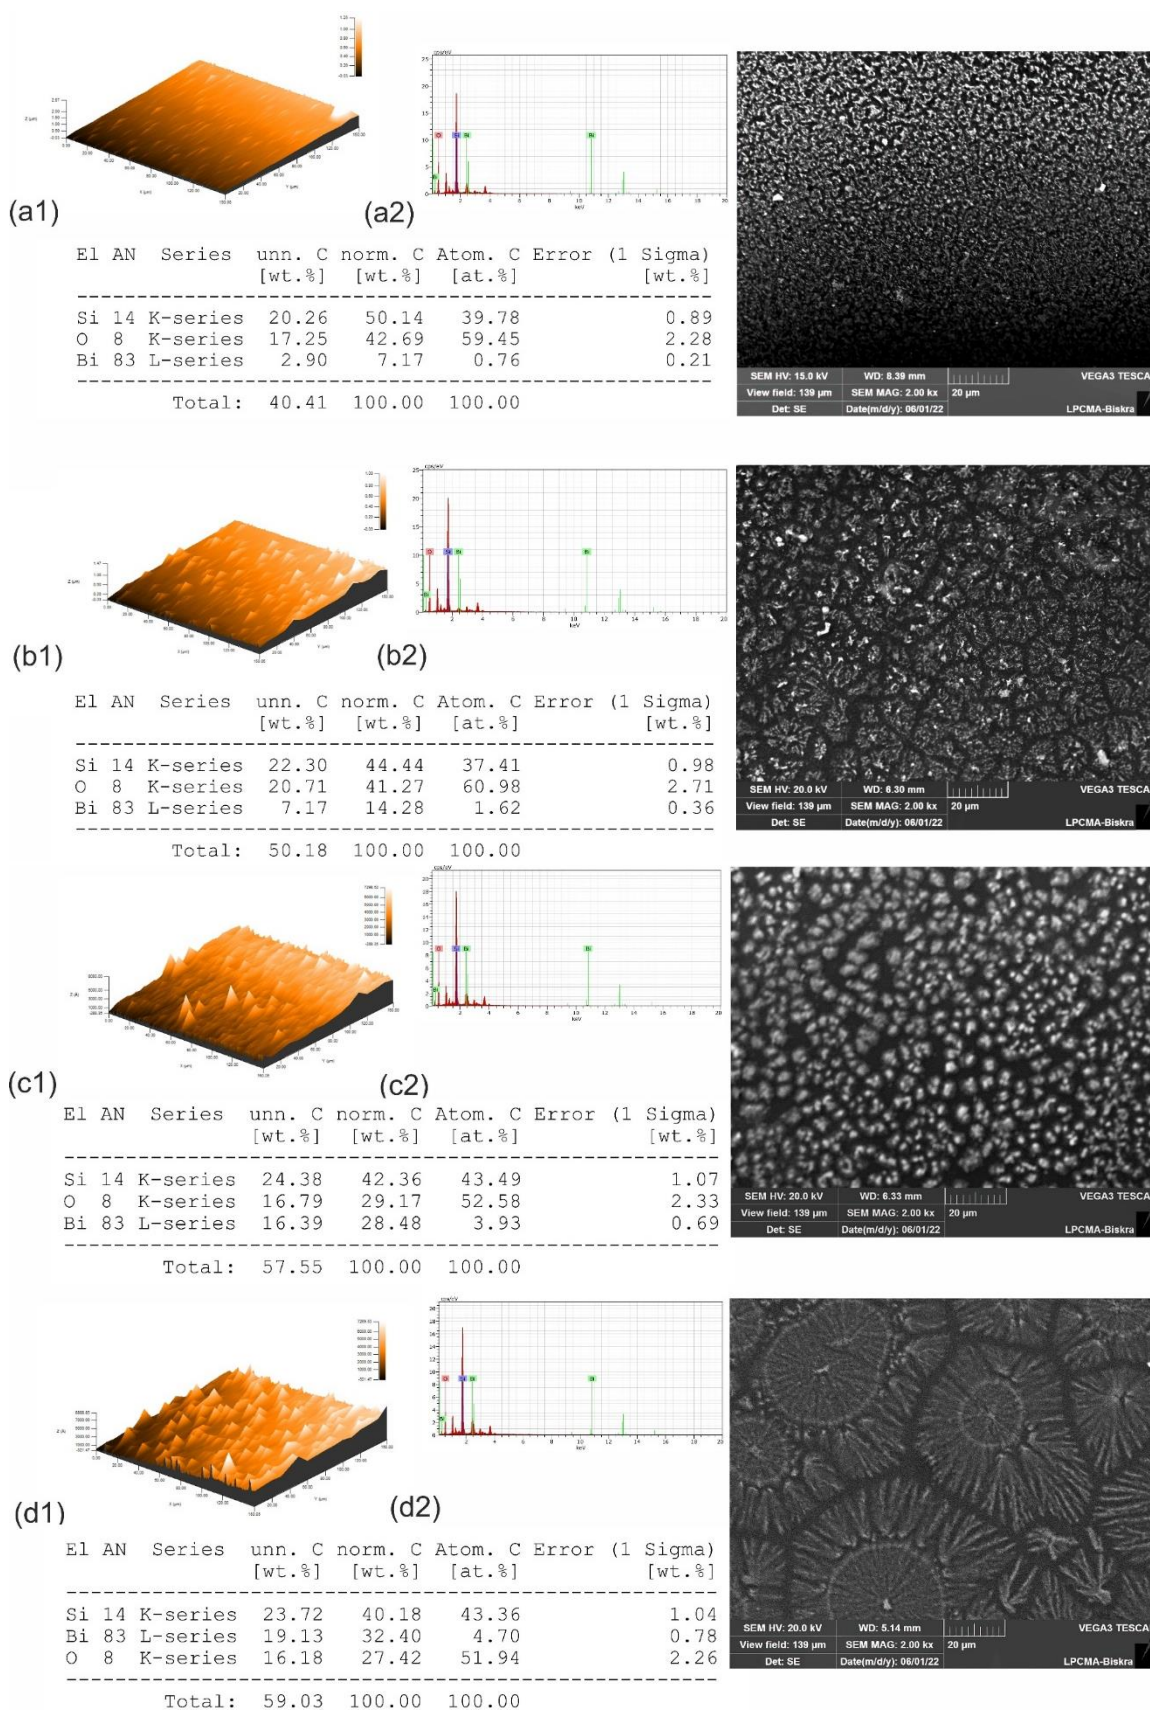 (a1)
(a2)
cps/eV
keV
El AN Series unn. C norm. C Atom. C Error (1 Sigma)
[wt.%] [wt.%] [at.%] [wt.%]
Si 14 K-series 20.26 50.14 39.78 0.89
O 8 K-series 17.25 42.69 59.45 2.28
Bi 83 L-series 2.90 7.17 0.76 0.21
Total: 40.41 100.00 100.00
SEM HV: 15.0 kV WD: 8.39 mm VEGA3 TESCA
View field: 139 µm SEM MAG: 2.00 kx 20 µm
Det: SE Date(m/d/y): 06/01/22 LPCMA-Biskra
(b1)
(b2)
cps/eV
keV
El AN Series unn. C norm. C Atom. C Error (1 Sigma)
[wt.%] [wt.%] [at.%] [wt.%]
Si 14 K-series 22.30 44.44 37.41 0.98
O 8 K-series 20.71 41.27 60.98 2.71
Bi 83 L-series 7.17 14.28 1.62 0.36
Total: 50.18 100.00 100.00
SEM HV: 20.0 kV WD: 6.30 mm VEGA3 TESCA
View field: 139 µm SEM MAG: 2.00 kx 20 µm
Det: SE Date(m/d/y): 06/01/22 LPCMA-Biskra
(c1)
(c2)
cps/eV
keV
El AN Series unn. C norm. C Atom. C Error (1 Sigma)
[wt.%] [wt.%] [at.%] [wt.%]
Si 14 K-series 24.38 42.36 43.49 1.07
O 8 K-series 16.79 29.17 52.58 2.33
Bi 83 L-series 16.39 28.48 3.93 0.69
Total: 57.55 100.00 100.00
SEM HV: 20.0 kV WD: 6.33 mm VEGA3 TESCA
View field: 139 µm SEM MAG: 2.00 kx 20 µm
Det: SE Date(m/d/y): 06/01/22 LPCMA-Biskra
(d1)
(d2)
cps/eV
keV
El AN Series unn. C norm. C Atom. C Error (1 Sigma)
[wt.%] [wt.%] [at.%] [wt.%]
Si 14 K-series 23.72 40.18 43.36 1.04
Bi 83 L-series 19.13 32.40 4.70 0.78
O 8 K-series 16.18 27.42 51.94 2.26
Total: 59.03 100.00 100.00
SEM HV: 20.0 kV WD: 5.14 mm VEGA3 TESCA
View field: 139 µm SEM MAG: 2.00 kx 20 µm
Det: SE Date(m/d/y): 06/01/22 LPCMA-Biskra